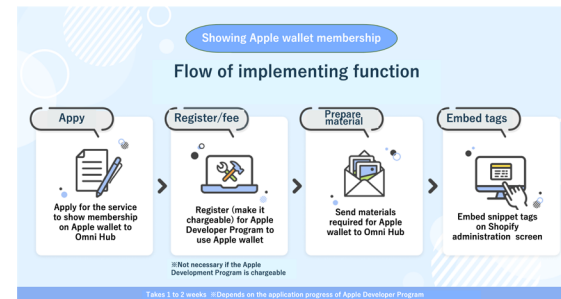 Showing Apple wallet membership
Flow of implementing function
Appy
Apply for the service
to show membership
on Apple wallet to
Omni Hub
Register/fee
Register (make it
chargeable) for Apple
Developer Program to
use Apple wallet
※Not necessary if the Apple
Development Program is chargeable
Prepare
material
Send materials
required for Apple
wallet to Omni Hub
Embed tags
Embed snippet tags
on Shopify
administration screen
Takes 1 to 2 weeks ※Depends on the application progress of Apple Developer Program